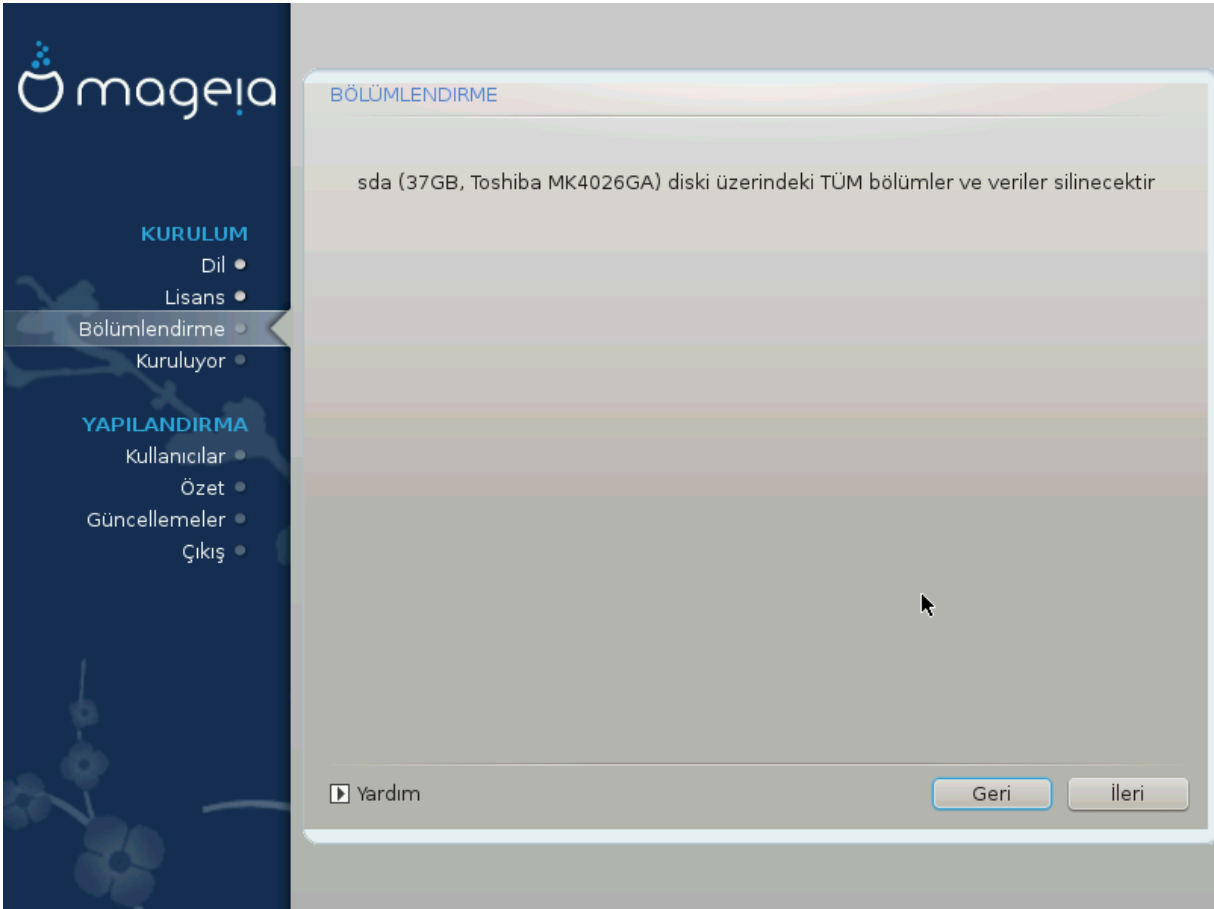 mageia
BÖLÜMLENDIRME
sda (37GB, Toshiba MK4026GA) diski üzerindeki TÜM bölümler ve veriler silinecektir
KURULUM
Dil
Lisans
Bölümlendirme
Kuruluyor
YAPILANDIRMA
Kullanıcılar
Özet
Güncellemeler
Çıkış
Yardım
Geri
İleri